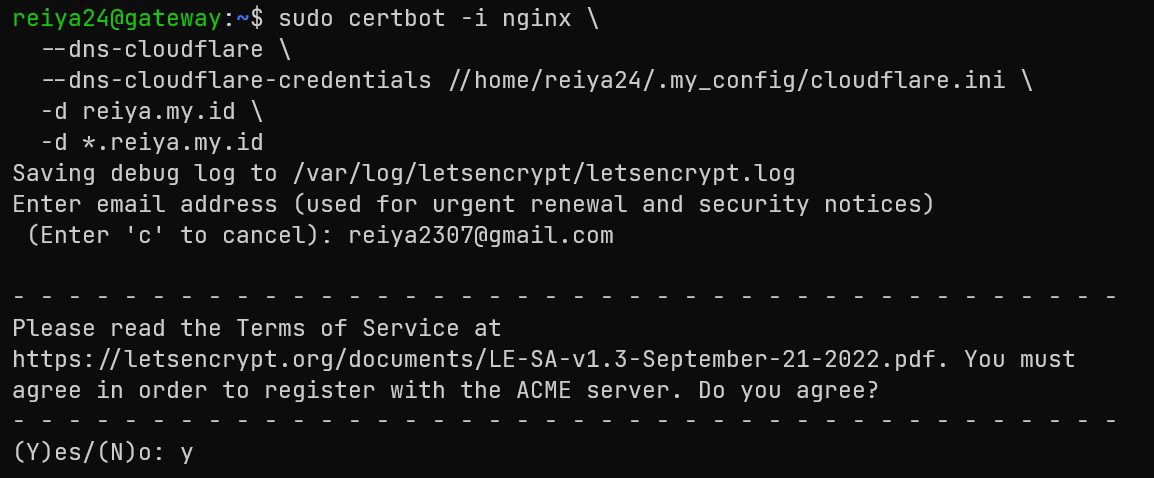 reiya24@gateway:~$ sudo certbot -i nginx \
  --dns-cloudflare \
  --dns-cloudflare-credentials //home/reiya24/.my_config/cloudflare.ini \
  -d reiya.my.id \
  -d *.reiya.my.id
Saving debug log to /var/log/letsencrypt/letsencrypt.log
Enter email address (used for urgent renewal and security notices)
 (Enter 'c' to cancel): reiya2307@gmail.com

- - - - - - - - - - - - - - - - - - - - - - - - - - - - - - - - - - - - - - - -
Please read the Terms of Service at
https://letsencrypt.org/documents/LE-SA-v1.3-September-21-2022.pdf. You must
agree in order to register with the ACME server. Do you agree?
- - - - - - - - - - - - - - - - - - - - - - - - - - - - - - - - - - - - - - - -
(Y)es/(N)o: y